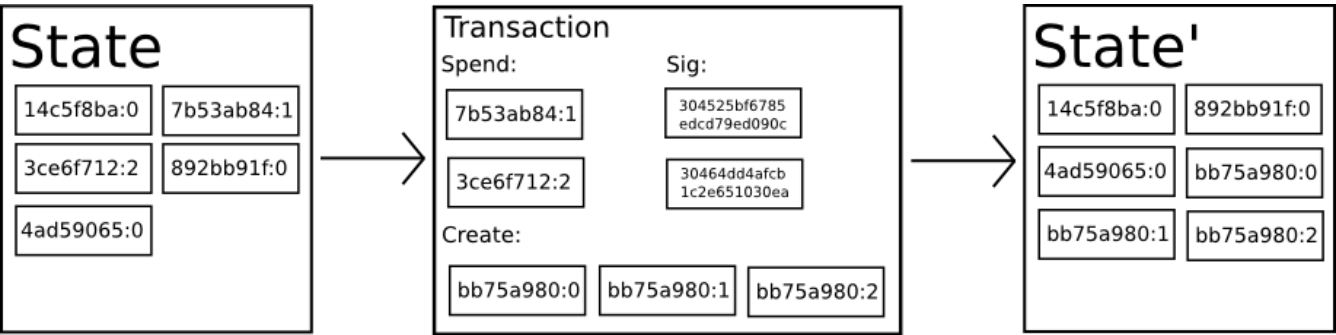 State
14c5f8ba:0 7b53ab84:1
3ce6f712:2 892bb91f:0
4ad59065:0
Transaction
Spend: Sig:
7b53ab84:1 304525bf6785
edcd79ed090c
3ce6f712:2 30464dd4afcb
1c2e651030ea
Create:
bb75a980:0 bb75a980:1 bb75a980:2
State'
14c5f8ba:0 892bb91f:0
4ad59065:0 bb75a980:0
bb75a980:1 bb75a980:2